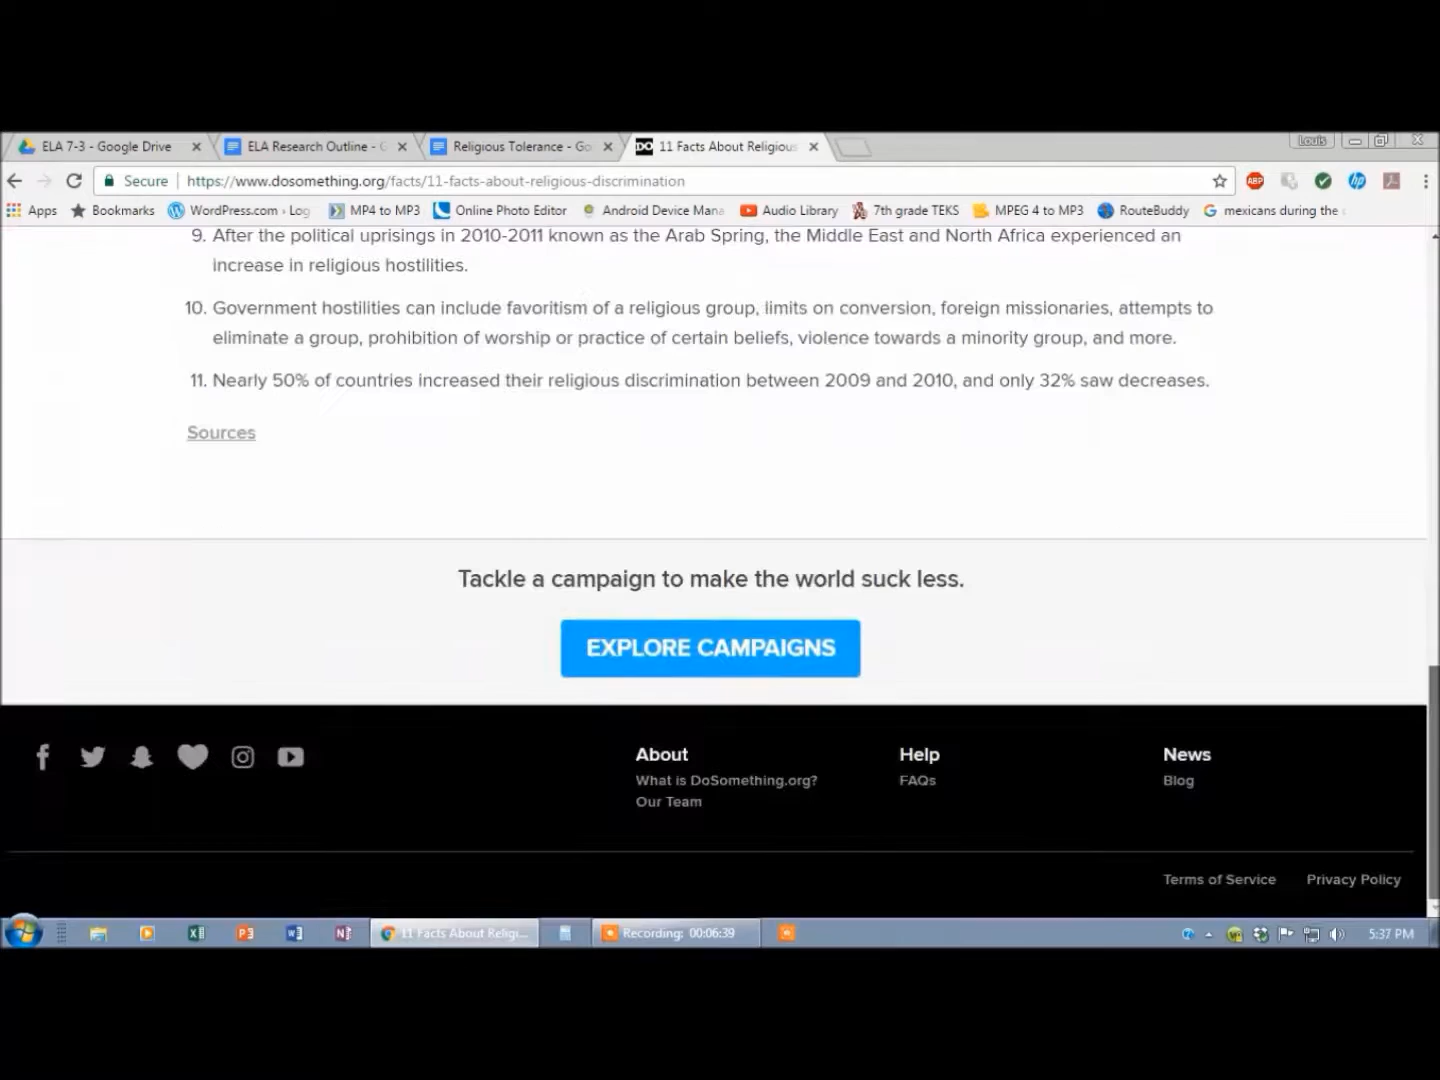 ELA 7-3 - Google Drive
ELA Research Outline - G
Religious Tolerance - Go
DO 11 Facts About Religious
Louis
Secure | https://www.dosomething.org/facts/11-facts-about-religious-discrimination
ABP
hp
Apps Bookmarks WordPress.com › Log MP4 to MP3 Online Photo Editor Android Device Mana Audio Library 7th grade TEKS MPEG 4 to MP3 RouteBuddy mexicans during the
9. After the political uprisings in 2010-2011 known as the Arab Spring, the Middle East and North Africa experienced an
increase in religious hostilities.
10. Government hostilities can include favoritism of a religious group, limits on conversion, foreign missionaries, attempts to
eliminate a group, prohibition of worship or practice of certain beliefs, violence towards a minority group, and more.
11. Nearly 50% of countries increased their religious discrimination between 2009 and 2010, and only 32% saw decreases.
Sources
Tackle a campaign to make the world suck less.
EXPLORE CAMPAIGNS
About
What is DoSomething.org?
Our Team
Help
FAQs
News
Blog
Terms of Service
Privacy Policy
11 Facts About Religi...
Recording: 00:06:39
5:37 PM